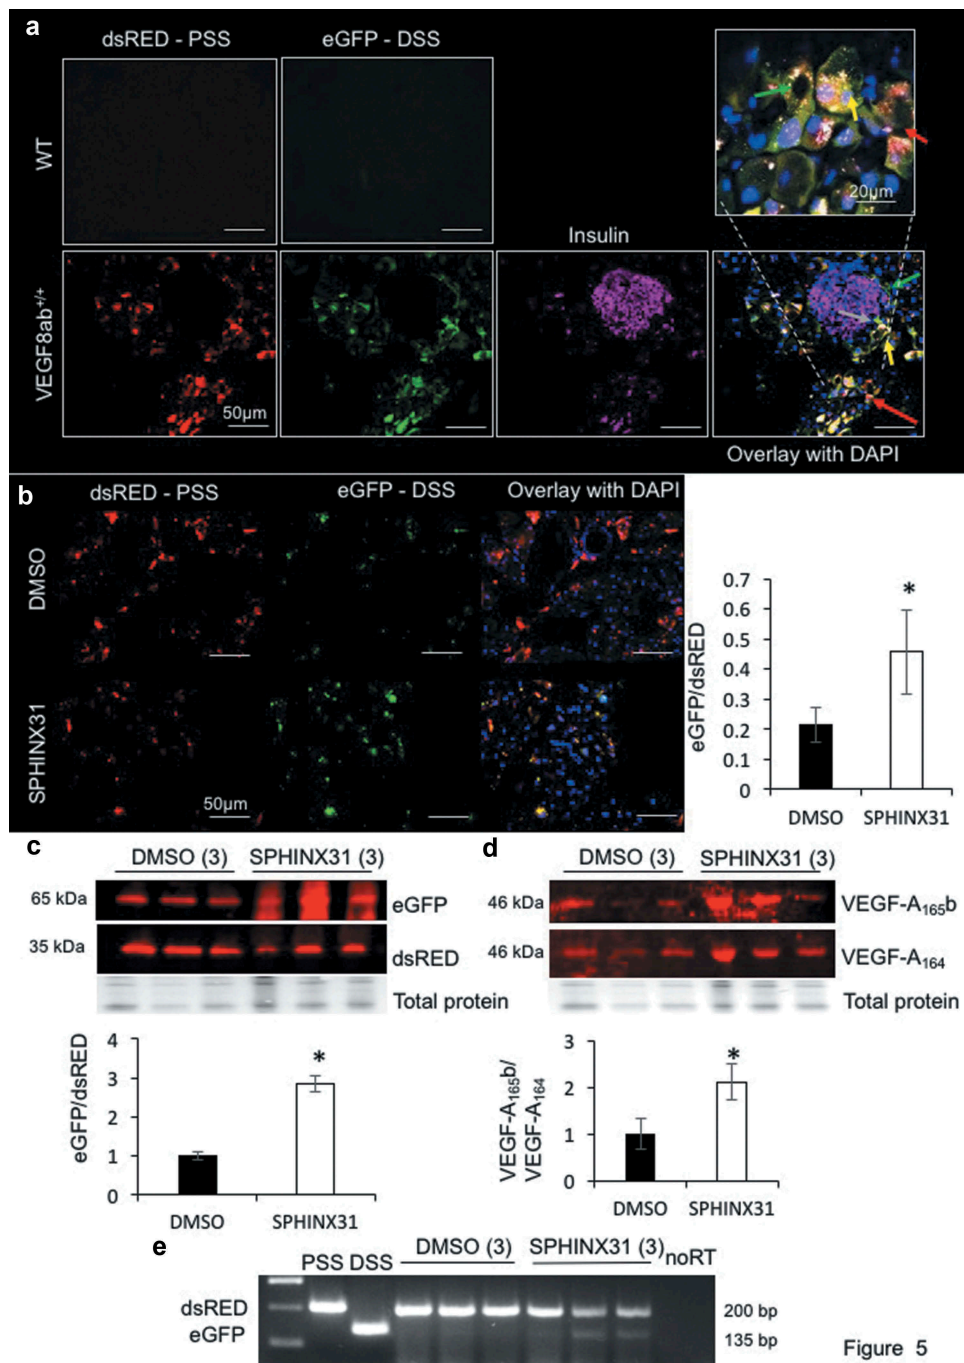 a
dsRED - PSS eGFP - DSS
WT
20µm
Insulin
VEGF8ab+/+
50µm
Overlay with DAPI
b
dsRED - PSS eGFP - DSS Overlay with DAPI
DMSO
SPHINX31
50µm
eGFP/dsRED
0.7
0.6
0.5
0.4
0.3
0.2
0.1
0
*
DMSO SPHINX31
c
DMSO (3) SPHINX31 (3)
65 kDa eGFP
35 kDa dsRED
Total protein
eGFP/dsRED
4
3
2
1
0
*
DMSO SPHINX31
d
DMSO (3) SPHINX31 (3)
46 kDa VEGF-A165b
46 kDa VEGF-A164
Total protein
VEGF-A165b/
VEGF-A164
3
2
1
0
*
DMSO SPHINX31
e
PSS DSS DMSO (3) SPHINX31 (3) noRT
dsRED 200 bp
eGFP 135 bp
Figure 5